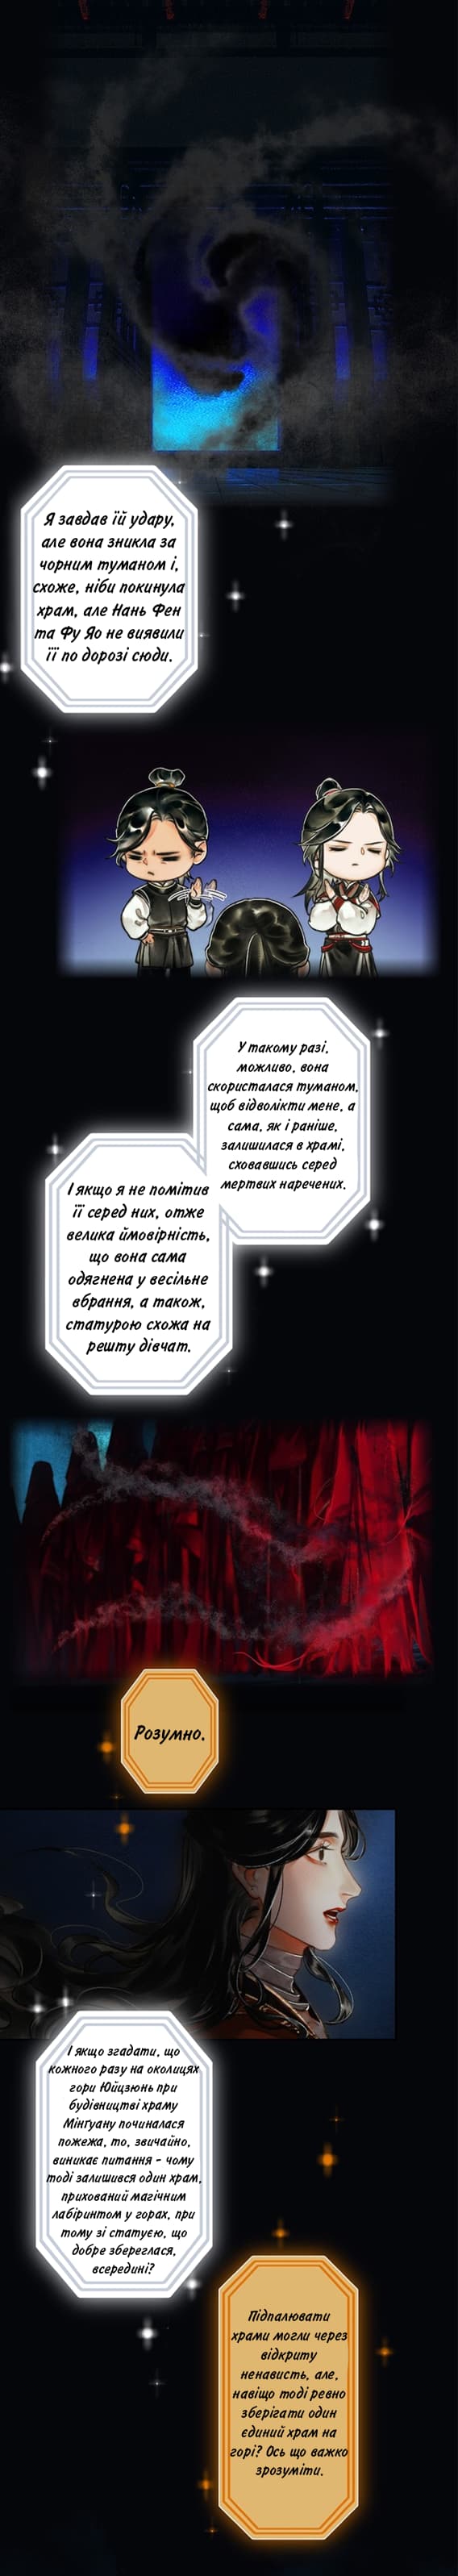 Я завдав їй удару,
але вона зникла за
чорним туманом і,
схоже, ніби покинула
храм, але Нань Фен
та Фу Яо не виявили
її по дорозі сюди.
У такому разі,
можливо, вона
скористалася туманом,
щоб відволікти мене, а
сама, як і раніше,
залишилася в храмі,
сховавшись серед
мертвих наречених.
І якщо я не помітив
її серед них, отже
велика ймовірність,
що вона сама
одягнена у весільне
вбрання, а також,
статурою схожа на
решту дівчат.
Розумно.
І якщо згадати, що
кожного разу на околицях
гори Юйцзюнь при
будівництві храму
Мінґуану починалася
пожежа, то, звичайно,
виникає питання - чому
тоді залишився один храм,
прихований магічним
лабіринтом у горах, при
тому зі статуєю, що
добре збереглася,
всередині?
Підпалювати
храми могли через
відкриту
ненависть, але,
навіщо тоді ревно
зберігати один
єдиний храм на
горі? Ось що важко
зрозуміти.